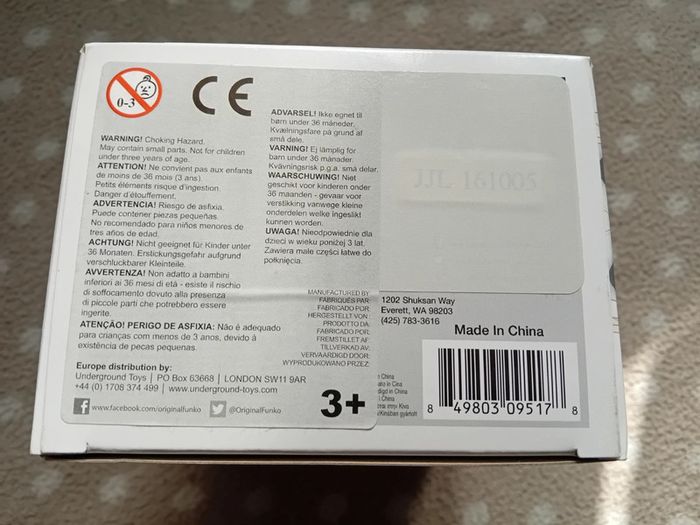 0-3
CE
WARNING! Choking Hazard.
May contain small parts. Not for children
under three years of age.
ATTENTION! Ne convient pas aux enfants
de moins de 36 mois (3 ans).
Petits éléments risque d'ingestion.
Danger d'étouffement.
ADVERTENCIA! Riesgo de asfixia.
Puede contener piezas pequeñas.
No recomendado para niños menores de
tres años de edad.
ACHTUNG! Nicht geeignet für Kinder unter
36 Monaten. Erstickungsgefahr aufgrund
verschluckbarer Kleinteile.
AVVERTENZA! Non adatto a bambini
inferiori ai 36 mesi di età - esiste il rischio
di soffocamento dovuto alla presenza
di piccole parti che potrebbero essere
ingerite.
ATENÇÃO! PERIGO DE ASFIXIA: Não é adequado
para crianças com menos de 3 anos, devido à
existência de peças pequenas.
Europe distribution by:
Underground Toys | PO Box 63668 | LONDON SW11 9AR
+44 (0) 1708 374 499 | www.underground-toys.com
www.facebook.com/originalFunko @OriginalFunko
ADVARSEL! Ikke egnet til
børn under 36 måneder.
Kvælningsfare på grund af
små dele.
VARNING! Ej lämplig för
barn under 36 månader.
Kvävningsrisk p.g.a. små delar.
WAARSCHUWING! Niet
geschikt voor kinderen onder
36 maanden - gevaar voor
verstikking vanwege kleine
onderdelen welke ingeslikt
kunnen worden.
UWAGA! Nieodpowiednie dla
dzieci w wieku poniżej 3 lat.
Zawiera małe części łatwe do
połknięcia.
MANUFACTURED BY
FABRIQUÉS PAR:
FABRICADO POR:
HERGESTELLT VON:
PRODOTTO DA:
FABRICADO POR:
FREMSTILLET AF:
TILLVERKAD AV:
VERVAARDIGD DOOR:
WYPRODUKOWANO PRZEZ:
3+
JJL 161005
1202 Shuksan Way
Everett, WA 98203
(425) 783-3616
Made In China
n China
ato in Cina
digd in China
i China
8 49803 09517 8